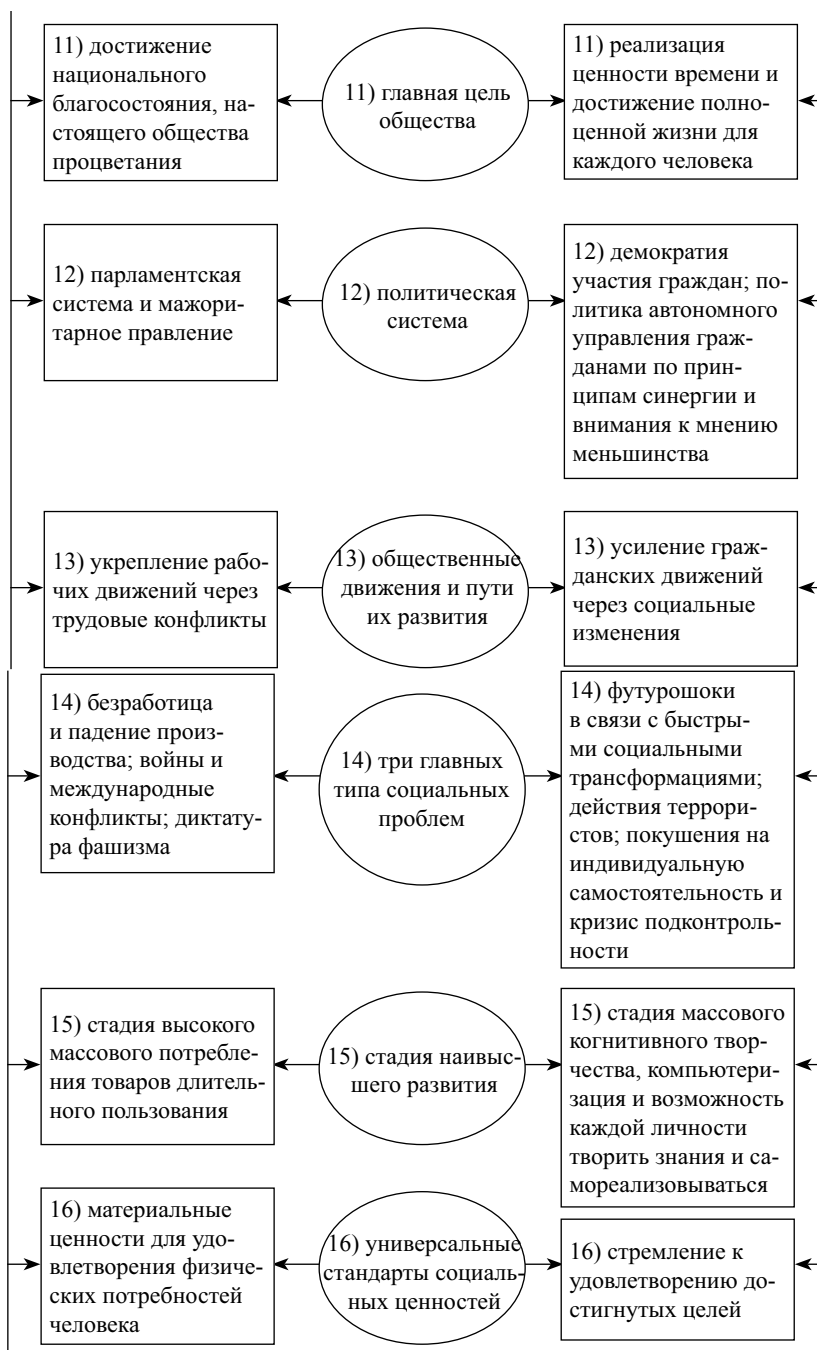 11) достижение
национального
благосостояния, на-
стоящего общества
процветания
11) главная цель
общества
11) реализация
ценности времени и
достижение полно-
ценной жизни для
каждого человека
12) парламентская
система и мажори-
тарное правление
12) политическая
система
12) демократия
участия граждан; по-
литика автономного
управления граж-
данами по прин-
ципам синергии и
внимания к мнению
меньшинства
13) укрепление рабо-
чих движений через
трудовые конфликты
13) общественные
движения и пути
их развития
13) усиление граж-
данских движений
через социальные
изменения
14) безработица
и падение произ-
водства; войны и
международные
конфликты; диктату-
ра фашизма
14) три главных
типа социальных
проблем
14) футурошоки
в связи с быстры-
ми социальными
трансформациями;
действия террори-
стов; покушения на
индивидуальную
самостоятельность и
кризис подконтроль-
ности
15) стадия высокого
массового потребле-
ния товаров длитель-
ного пользования
15) стадия наивыс-
шего развития
15) стадия массового
когнитивного твор-
чества, компьютери-
зация и возможность
каждой личности
творить знания и са-
мореализовываться
16) материальные
ценности для удо-
влетворения физиче-
ских потребностей
человека
16) универсальные
стандарты социаль-
ных ценностей
16) стремление к
удовлетворению до-
стигнутых целей